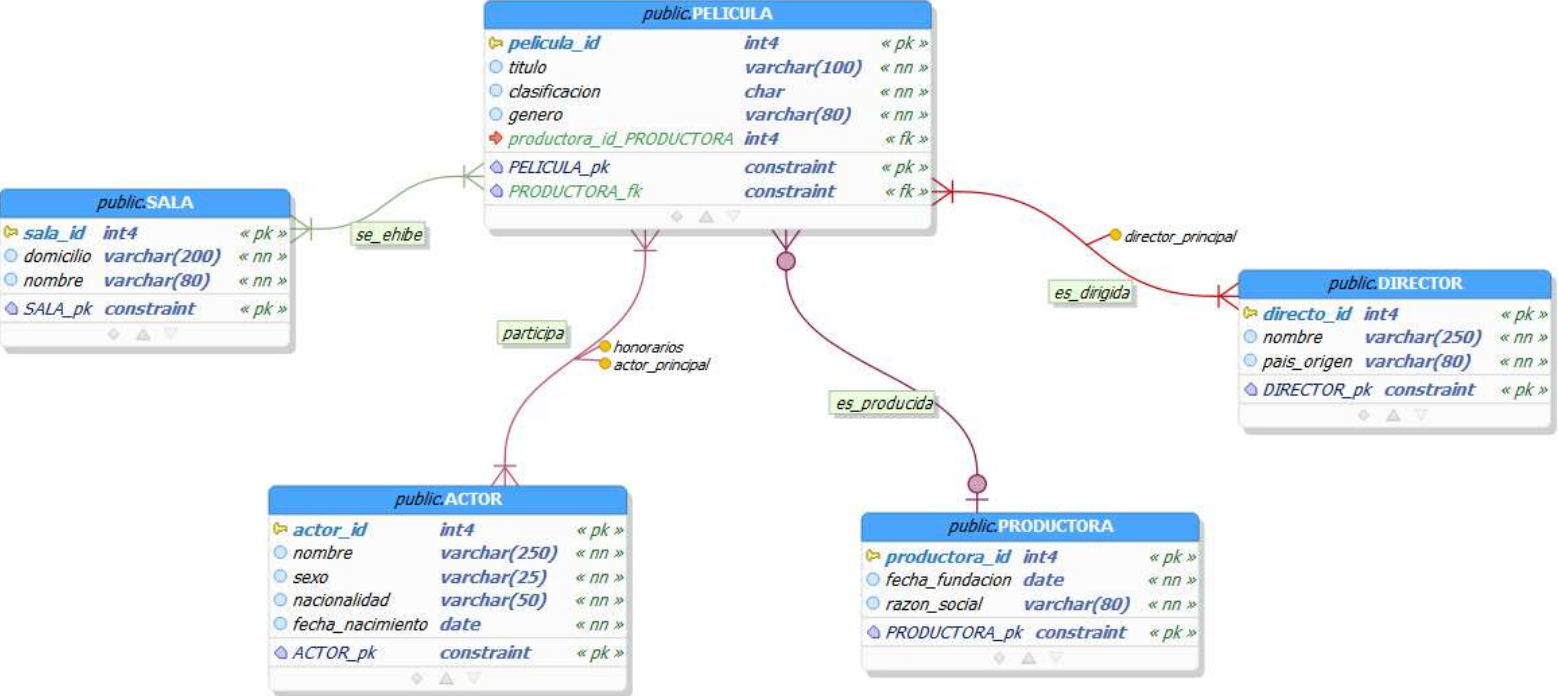 public.PELICULA
pelicula_id int4 « pk »
titulo varchar(100) « nn »
clasificacion char « nn »
genero varchar(80) « nn »
productora_id_PRODUCTORA int4 « fk »
PELICULA_pk constraint « pk »
PRODUCTORA_fk constraint « fk »
public.SALA
sala_id int4 « pk »
domicilio varchar(200) « nn »
nombre varchar(80) « nn »
SALA_pk constraint « pk »
se_ehibe
director_principal
es_dirigida
public.DIRECTOR
directo_id int4 « pk »
nombre varchar(250) « nn »
pais_origen varchar(80) « nn »
DIRECTOR_pk constraint « pk »
participa
honorarios
actor_principal
es_producida
public.ACTOR
actor_id int4 « pk »
nombre varchar(250) « nn »
sexo varchar(25) « nn »
nacionalidad varchar(50) « nn »
fecha_nacimiento date « nn »
ACTOR_pk constraint « pk »
public.PRODUCTORA
productora_id int4 « pk »
fecha_fundacion date « nn »
razon_social varchar(80) « nn »
PRODUCTORA_pk constraint « pk »